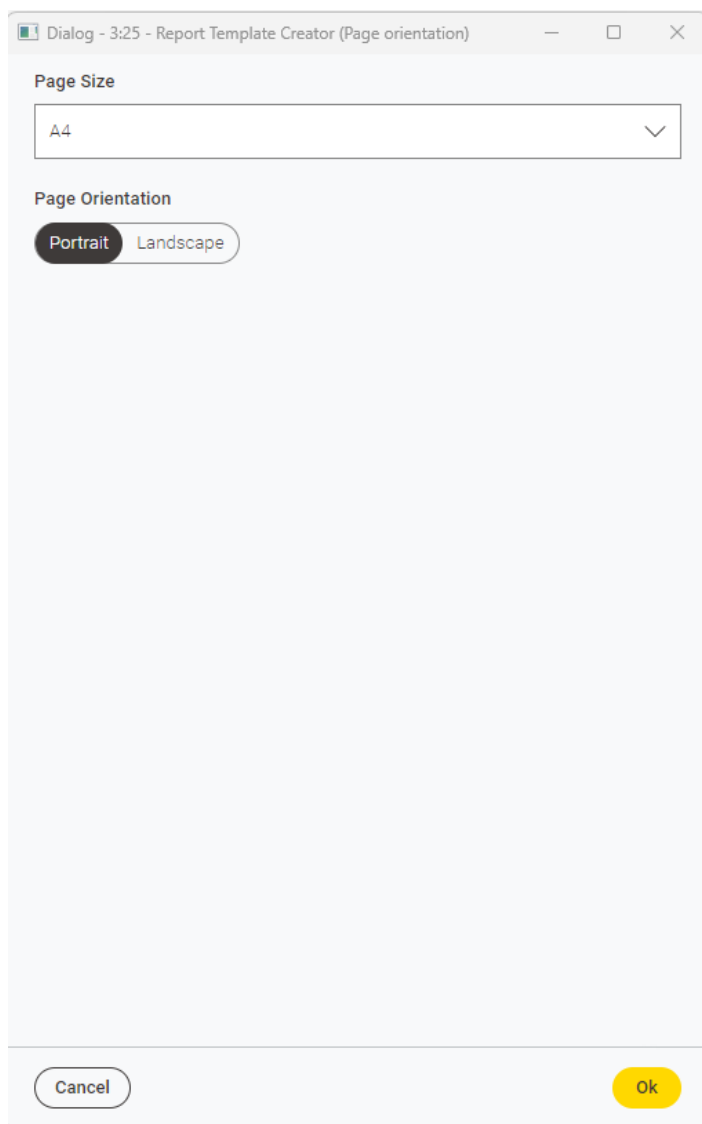 Dialog - 3:25 - Report Template Creator (Page orientation)
Page Size
A4
Page Orientation
Portrait Landscape
Cancel Ok